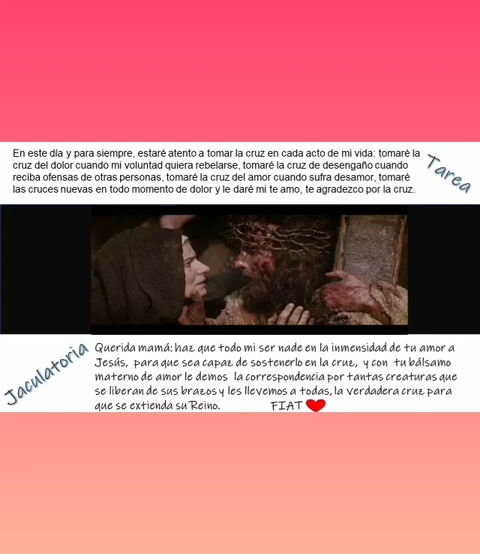 En este día y para siempre, estaré atento a tomar la cruz en cada acto de mi vida: tomaré la
cruz del dolor cuando mi voluntad quiera rebelarse, tomaré la cruz de desengaño cuando
reciba ofensas de otras personas, tomaré la cruz del amor cuando sufra desamor, tomaré
las cruces nuevas en todo momento de dolor y le daré mi te amo, te agradezco por la cruz.
Tarea
Jaculatoria
Querida mamá: haz que todo mi ser nade en la inmensidad de tu amor a
Jesús, para que sea capaz de sostenerlo en la cruz, y con tu bálsamo
materno de amor le demos la correspondencia por tantas creaturas que
se liberan de sus brazos y les llevemos a todas, la verdadera cruz para
que se extienda su Reino. FIAT